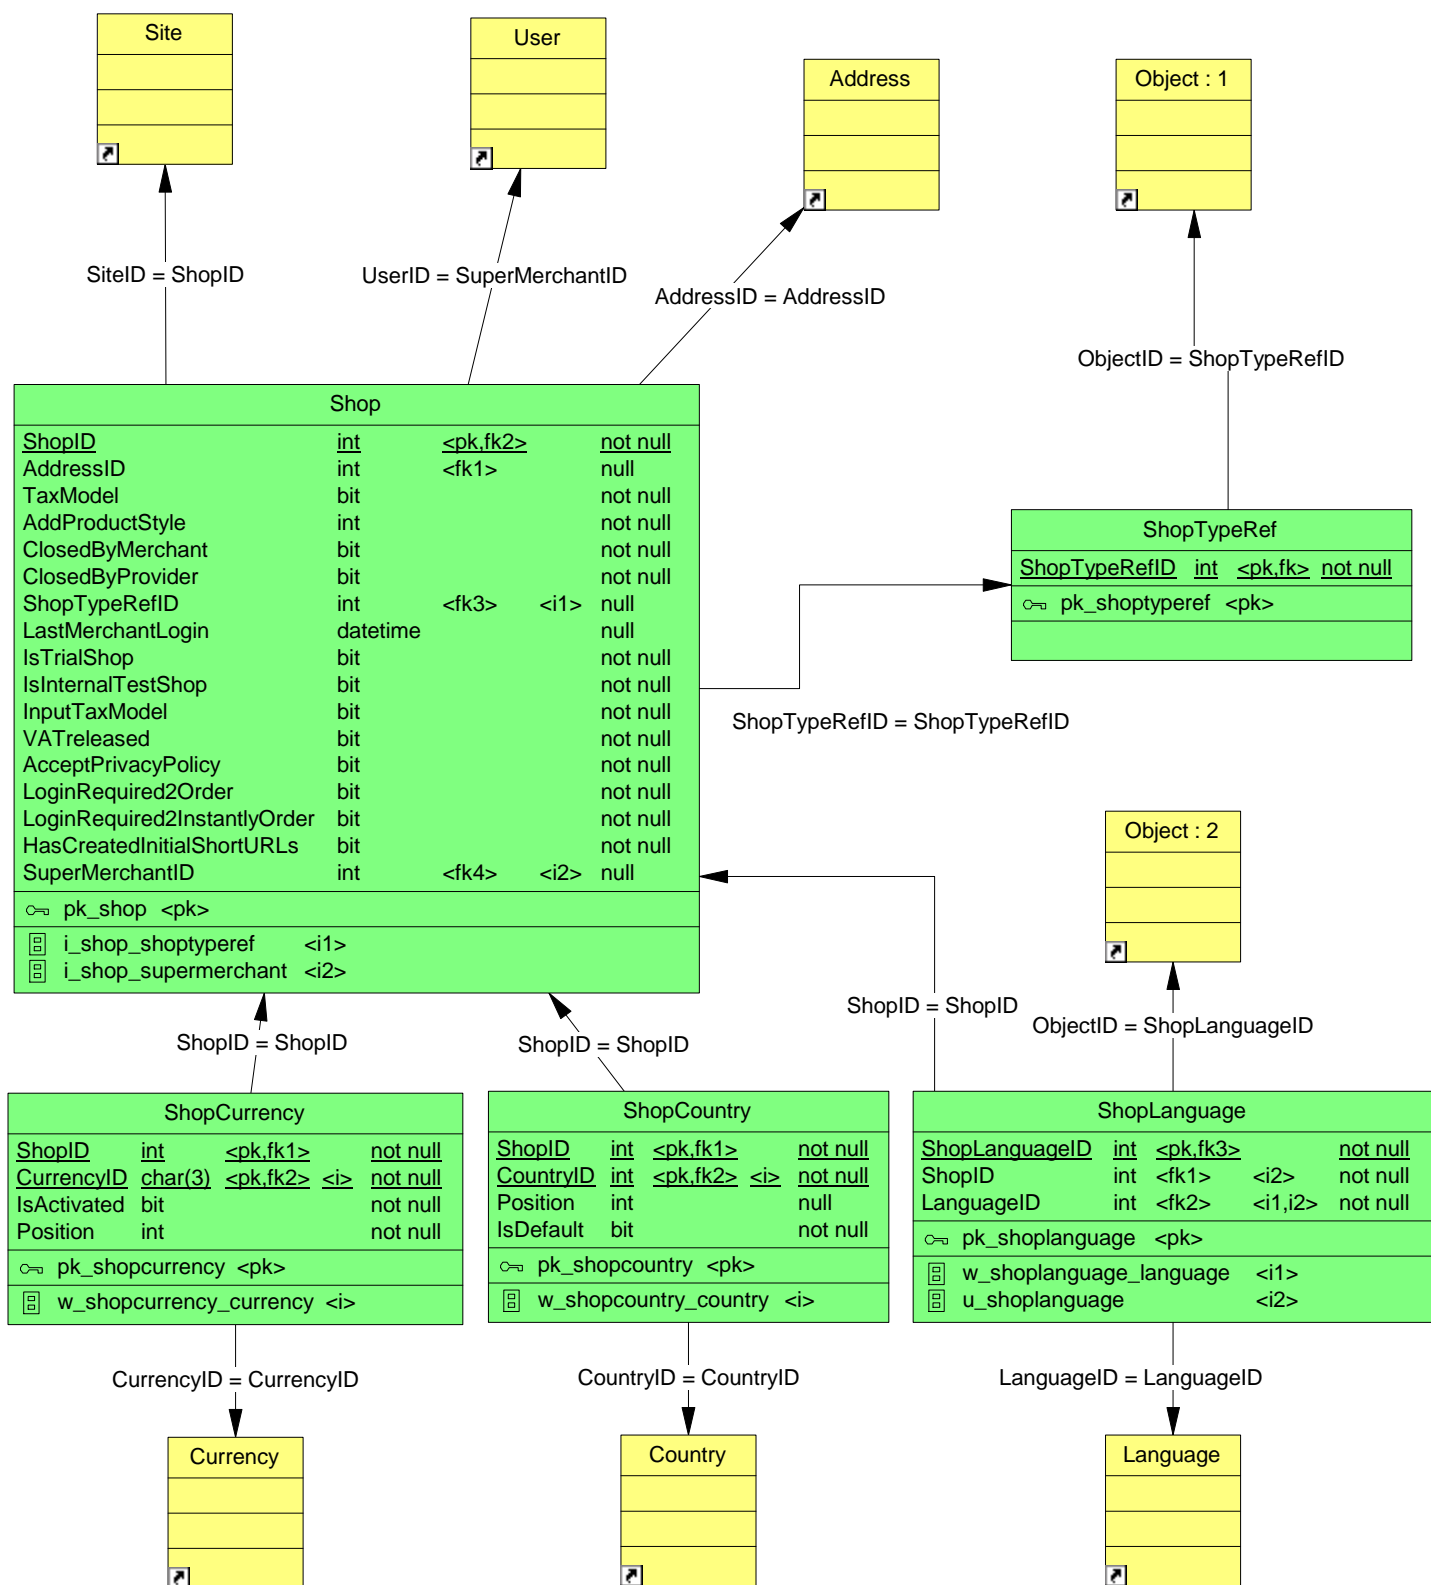 Site
User
Address
Object : 1
SiteID = ShopID
UserID = SuperMerchantID
AddressID = AddressID
ObjectID = ShopTypeRefID
Shop
ShopID int <pk,fk2> not null
AddressID int <fk1> null
TaxModel bit not null
AddProductStyle int not null
ClosedByMerchant bit not null
ClosedByProvider bit not null
ShopTypeRefID int <fk3> <i1> null
LastMerchantLogin datetime null
IsTrialShop bit not null
IsInternalTestShop bit not null
InputTaxModel bit not null
VATreleased bit not null
AcceptPrivacyPolicy bit not null
LoginRequired2Order bit not null
LoginRequired2InstantlyOrder bit not null
HasCreatedInitialShortURLs bit not null
SuperMerchantID int <fk4> <i2> null
pk_shop <pk>
i_shop_shoptyperef <i1>
i_shop_supermerchant <i2>
ShopTypeRef
ShopTypeRefID int <pk,fk> not null
pk_shoptyperef <pk>
ShopTypeRefID = ShopTypeRefID
Object : 2
ShopID = ShopID
ShopID = ShopID
ShopID = ShopID
ObjectID = ShopLanguageID
ShopCurrency
ShopID int <pk,fk1> not null
CurrencyID char(3) <pk,fk2> <i> not null
IsActivated bit not null
Position int not null
pk_shopcurrency <pk>
w_shopcurrency_currency <i>
ShopCountry
ShopID int <pk,fk1> not null
CountryID int <pk,fk2> <i> not null
Position int null
IsDefault bit not null
pk_shopcountry <pk>
w_shopcountry_country <i>
ShopLanguage
ShopLanguageID int <pk,fk3> not null
ShopID int <fk1> <i2> not null
LanguageID int <fk2> <i1,i2> not null
pk_shoplanguage <pk>
w_shoplanguage_language <i1>
u_shoplanguage <i2>
CurrencyID = CurrencyID
CountryID = CountryID
LanguageID = LanguageID
Currency
Country
Language